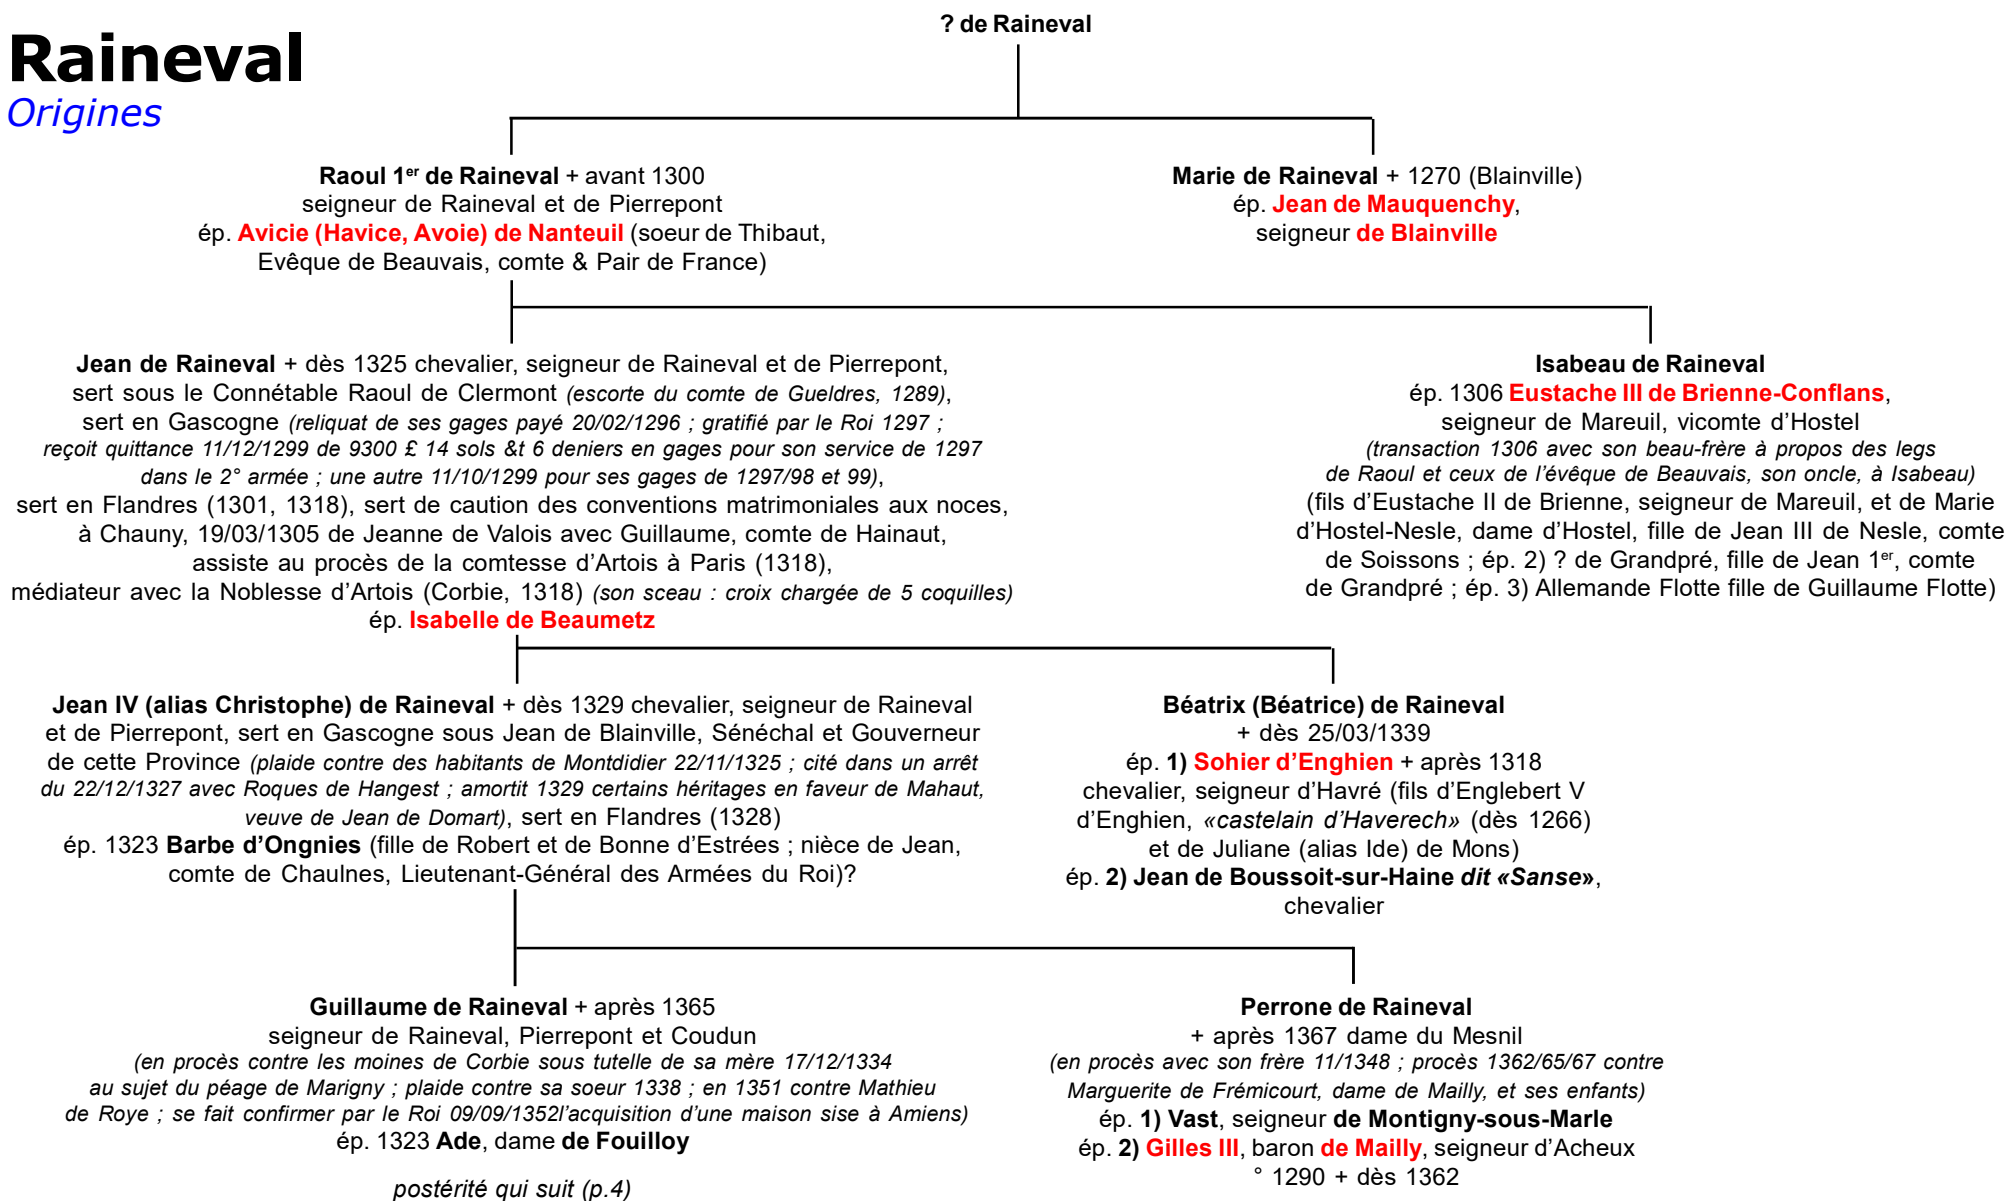 ? de Raineval
Raineval
Origines
Raoul 1er de Raineval + avant 1300
seigneur de Raineval et de Pierrepont
ép. Avicie (Havice, Avoie) de Nanteuil (soeur de Thibaut,
Evêque de Beauvais, comte & Pair de France)
Marie de Raineval + 1270 (Blainville)
ép. Jean de Mauquenchy,
seigneur de Blainville
Jean de Raineval + dès 1325 chevalier, seigneur de Raineval et de Pierrepont,
sert sous le Connétable Raoul de Clermont (escorte du comte de Gueldres, 1289),
sert en Gascogne (reliquat de ses gages payé 20/02/1296 ; gratifié par le Roi 1297 ;
reçoit quittance 11/12/1299 de 9300 £ 14 sols &t 6 deniers en gages pour son service de 1297
dans le 2° armée ; une autre 11/10/1299 pour ses gages de 1297/98 et 99),
sert en Flandres (1301, 1318), sert de caution des conventions matrimoniales aux noces,
à Chauny, 19/03/1305 de Jeanne de Valois avec Guillaume, comte de Hainaut,
assiste au procès de la comtesse d'Artois à Paris (1318),
médiateur avec la Noblesse d'Artois (Corbie, 1318) (son sceau : croix chargée de 5 coquilles)
ép. Isabelle de Beaumetz
Isabeau de Raineval
ép. 1306 Eustache III de Brienne-Conflans,
seigneur de Mareuil, vicomte d'Hostel
(transaction 1306 avec son beau-frère à propos des legs
de Raoul et ceux de l'évêque de Beauvais, son oncle, à Isabeau)
(fils d'Eustache II de Brienne, seigneur de Mareuil, et de Marie
d'Hostel-Nesle, dame d'Hostel, fille de Jean III de Nesle, comte
de Soissons ; ép. 2) ? de Grandpré, fille de Jean 1er, comte
de Grandpré ; ép. 3) Allemande Flotte fille de Guillaume Flotte)
Jean IV (alias Christophe) de Raineval + dès 1329 chevalier, seigneur de Raineval
et de Pierrepont, sert en Gascogne sous Jean de Blainville, Sénéchal et Gouverneur
de cette Province (plaide contre des habitants de Montdidier 22/11/1325 ; cité dans un arrêt
du 22/12/1327 avec Roques de Hangest ; amortit 1329 certains héritages en faveur de Mahaut,
veuve de Jean de Domart), sert en Flandres (1328)
ép. 1323 Barbe d'Ongnies (fille de Robert et de Bonne d'Estrées ; nièce de Jean,
comte de Chaulnes, Lieutenant-Général des Armées du Roi)?
Béatrix (Béatrice) de Raineval
+ dès 25/03/1339
ép. 1) Sohier d'Enghien + après 1318
chevalier, seigneur d'Havré (fils d'Englebert V
d'Enghien, «castelain d'Haverech» (dès 1266)
et de Juliane (alias Ide) de Mons)
ép. 2) Jean de Boussoit-sur-Haine dit «Sanse»,
chevalier
Guillaume de Raineval + après 1365
seigneur de Raineval, Pierrepont et Coudun
(en procès contre les moines de Corbie sous tutelle de sa mère 17/12/1334
au sujet du péage de Marigny ; plaide contre sa soeur 1338 ; en 1351 contre Mathieu
de Roye ; se fait confirmer par le Roi 09/09/1352l'acquisition d'une maison sise à Amiens)
ép. 1323 Ade, dame de Fouilloy
postérité qui suit (p.4)
Perrone de Raineval
+ après 1367 dame du Mesnil
(en procès avec son frère 11/1348 ; procès 1362/65/67 contre
Marguerite de Frémicourt, dame de Mailly, et ses enfants)
ép. 1) Vast, seigneur de Montigny-sous-Marle
ép. 2) Gilles III, baron de Mailly, seigneur d'Acheux
° 1290 + dès 1362